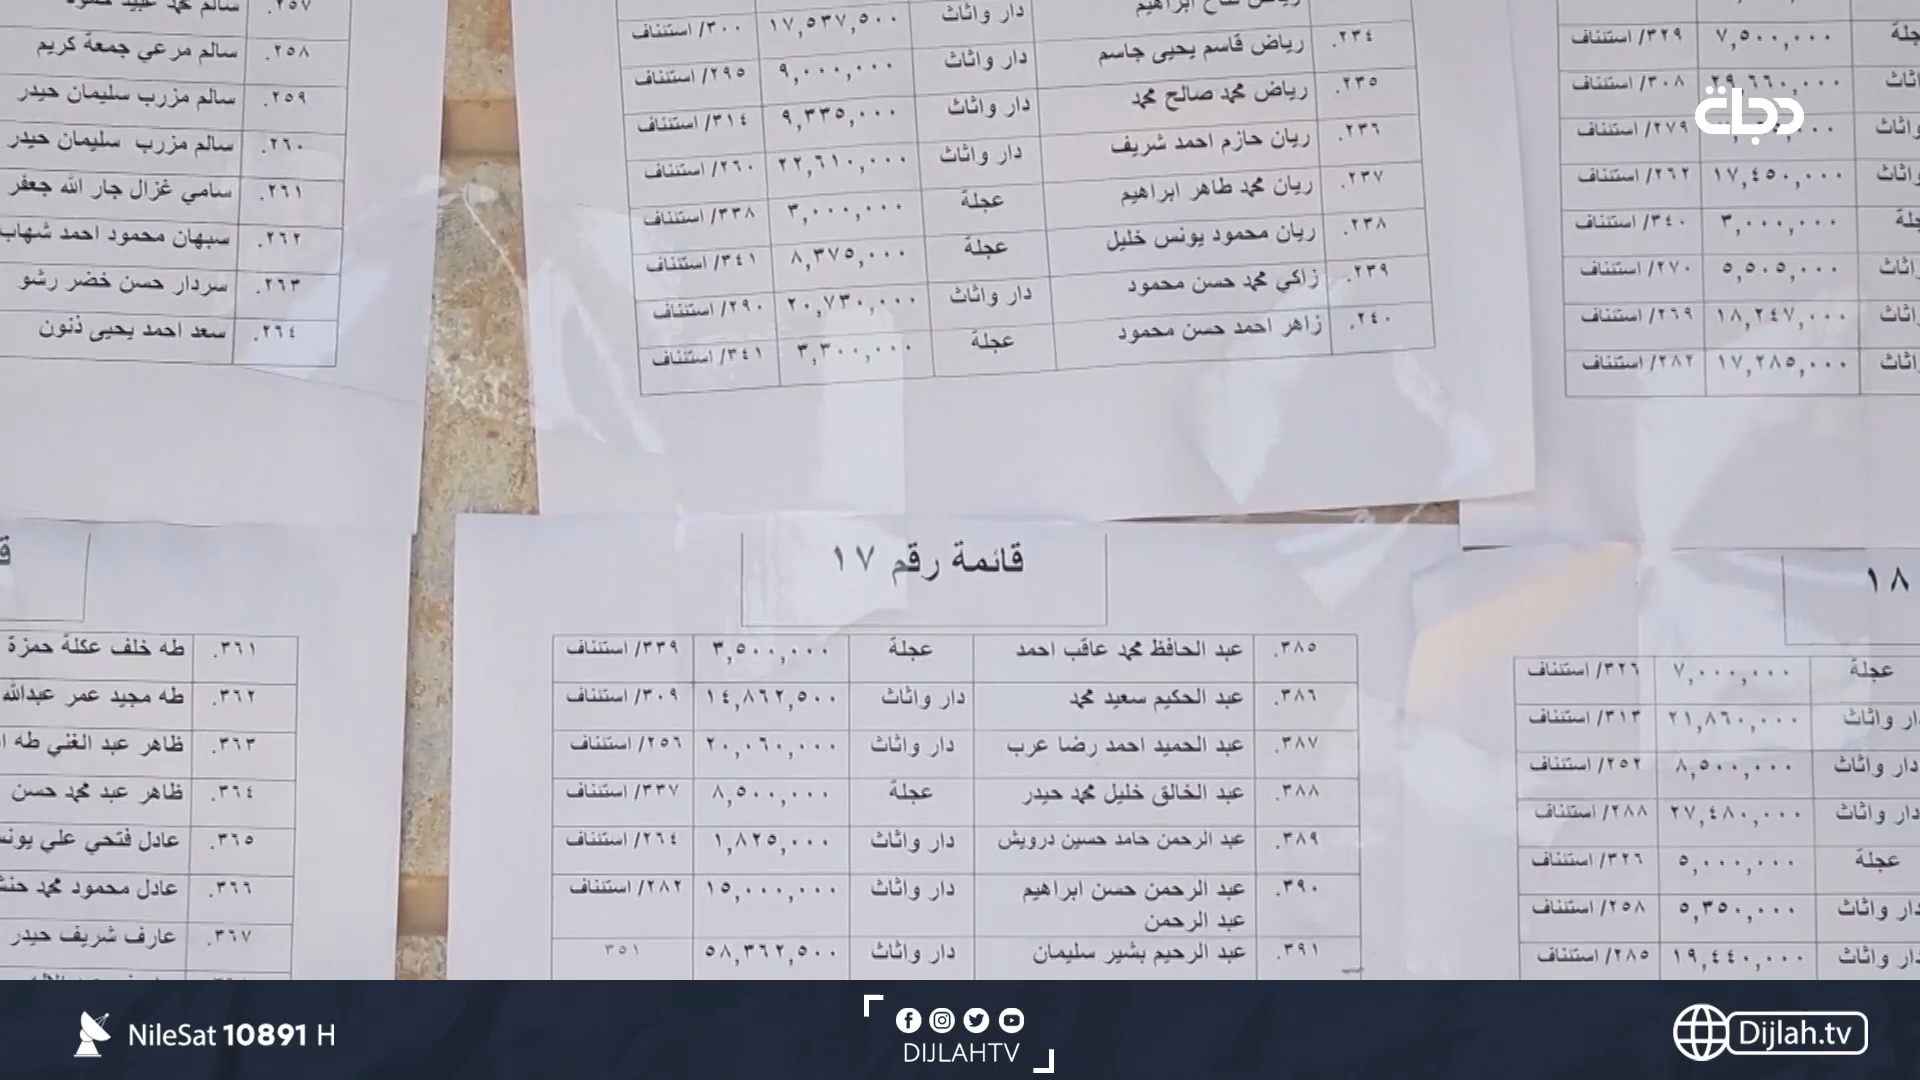 دجلة
٣٢٩/ استئناف
٧,٥٠٠,٠٠٠
٣٠٨/ استئناف
٢٩,٦٦٠,٠٠٠
٢٧٩/ استئناف
٢٦٢/ استئناف
١٧,٤٥٠,٠٠٠
٣٤٠/ استئناف
٣,٠٠٠,٠٠٠
٢٧٠/ استئناف
٥,٥٠٥,٠٠٠
٢٦٩/ استئناف
١٨,٢٤٧,٠٠٠
٢٨٢/ استئناف
١٧,٢٨٥,٠٠٠
دار واثاث ١٧,٥٣٧,٥٠٠ ٣٠٠/ استئناف
٢٣٤. رياض قاسم يحيى جاسم دار واثاث ٩,٠٠٠,٠٠٠ ٢٩٥/ استئناف
٢٣٥. رياض محمد صالح محمد دار واثاث ٩,٣٣٥,٠٠٠ ٣١٤/ استئناف
٢٣٦. ريان حازم احمد شريف دار واثاث ٢٢,٦١٠,٠٠٠ ٢٦٠/ استئناف
٢٣٧. ريان محمد طاهر ابراهيم عجلة ٣,٠٠٠,٠٠٠ ٣٣٨/ استئناف
٢٣٨. ريان محمود يونس خليل عجلة ٨,٣٧٥,٠٠٠ ٣٤١/ استئناف
٢٣٩. زاكي محمد حسن محمود دار واثاث ٢٠,٧٣٠,٠٠٠ ٢٩٠/ استئناف
٢٤٠. زاهر احمد حسن محمود عجلة ٣,٣٠٠,٠٠٠ ٣٤١/ استئناف
٢٥٧.
٢٥٨. سالم مرعي جمعة كريم
٢٥٩. سالم مزرب سليمان حيدر
٢٦٠. سالم مزرب سليمان حيدر
٢٦١. سامي غزال جار الله جعفر
٢٦٢. سبهان محمود احمد شهاب
٢٦٣. سردار حسن خضر رشو
٢٦٤. سعد احمد يحيى ذنون
١٨
عجلة ٧,٠٠٠,٠٠٠ ٣٢٦/ استئناف
دار واثاث ٢١,٨٦٠,٠٠٠ ٣١٣/ استئناف
دار واثاث ٨,٥٠٠,٠٠٠ ٢٥٢/ استئناف
دار واثاث ٢٧,٤٨٠,٠٠٠ ٢٨٨/ استئناف
عجلة ٥,٠٠٠,٠٠٠ ٣٢٦/ استئناف
دار واثاث ٥,٣٥٠,٠٠٠ ٢٥٨/ استئناف
دار واثاث ١٩,٤٤٠,٠٠٠ ٢٨٥/ استئناف
قائمة رقم ١٧
٣٨٥. عبد الحافظ محمد عاقب احمد عجلة ٣,٥٠٠,٠٠٠ ٣٣٩/ استئناف
٣٨٦. عبد الحكيم سعيد محمد دار واثاث ١٤,٨٦٢,٥٠٠ ٣٠٩/ استئناف
٣٨٧. عبد الحميد احمد رضا عرب دار واثاث ٢٠,٠٦٠,٠٠٠ ٢٥٦/ استئناف
٣٨٨. عبد الخالق خليل محمد حيدر عجلة ٨,٥٠٠,٠٠٠ ٣٣٧/ استئناف
٣٨٩. عبد الرحمن حامد حسين درويش دار واثاث ١,٨٢٥,٠٠٠ ٢٦٤/ استئناف
٣٩٠. عبد الرحمن حسن ابراهيم دار واثاث ١٥,٠٠٠,٠٠٠ ٢٨٢/ استئناف
عبد الرحمن
٣٩١. عبد الرحيم بشير سليمان دار واثاث ٥٨,٣٦٢,٥٠٠ ٣٥١
٣٦١. طه خلف عكلة حمزة
٣٦٢. طه مجيد عمر عبدالله
٣٦٣. ظاهر عبد الغني طه
٣٦٤. ظاهر عبد محمد حسن
٣٦٥. عادل فتحي علي
٣٦٦. عادل محمود محمد
٣٦٧. عارف شريف حيدر
NileSat 10891 H
DIJLAHTV
Dijlah.tv